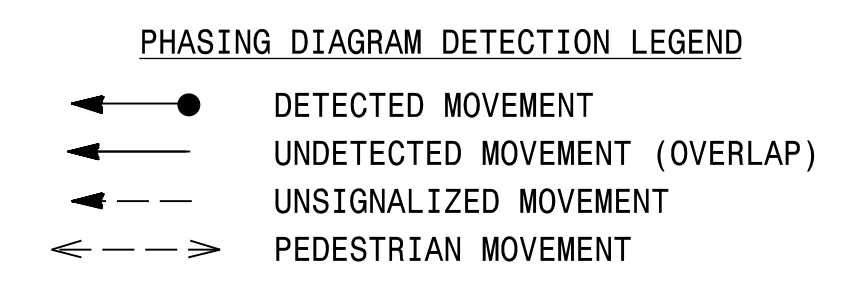 PHASING DIAGRAM DETECTION LEGEND
DETECTED MOVEMENT
UNDETECTED MOVEMENT (OVERLAP)
UNSIGNALIZED MOVEMENT
PEDESTRIAN MOVEMENT